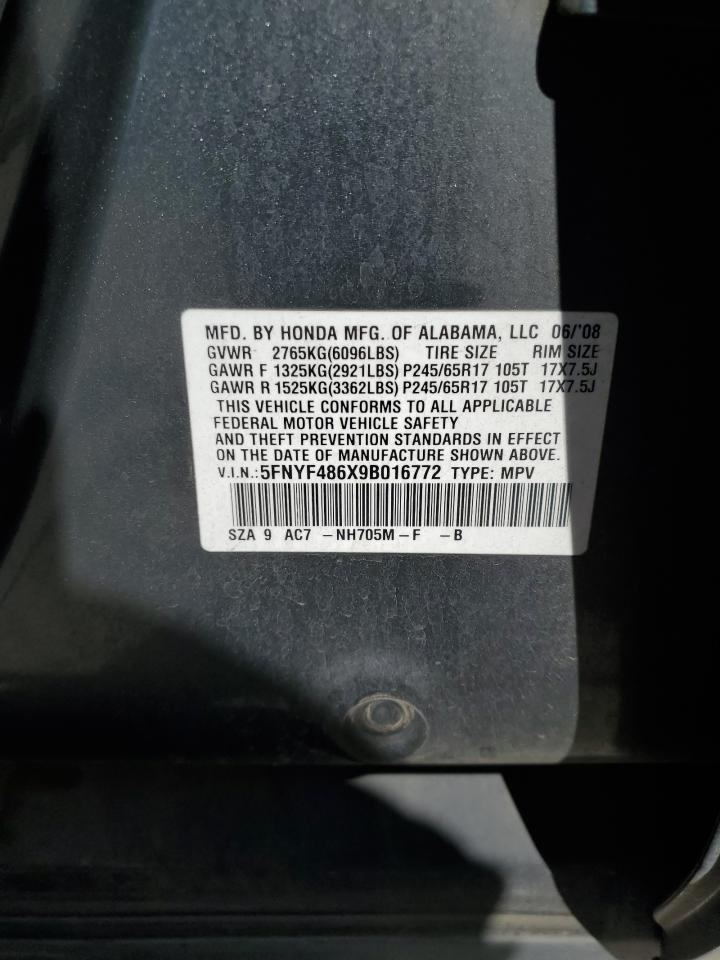 MFD. BY HONDA MFG. OF ALABAMA, LLC 06/'08
GVWR 2765KG(6096LBS) TIRE SIZE RIM SIZE
GAWR F 1325KG(2921LBS) P245/65R17 105T 17X7.5J
GAWR R 1525KG(3362LBS) P245/65R17 105T 17X7.5J
THIS VEHICLE CONFORMS TO ALL APPLICABLE
FEDERAL MOTOR VEHICLE SAFETY
AND THEFT PREVENTION STANDARDS IN EFFECT
ON THE DATE OF MANUFACTURE SHOWN ABOVE.
V.I.N.: 5FNYF486X9B016772 TYPE: MPV
SZA 9 AC7 -NH705M-F -B